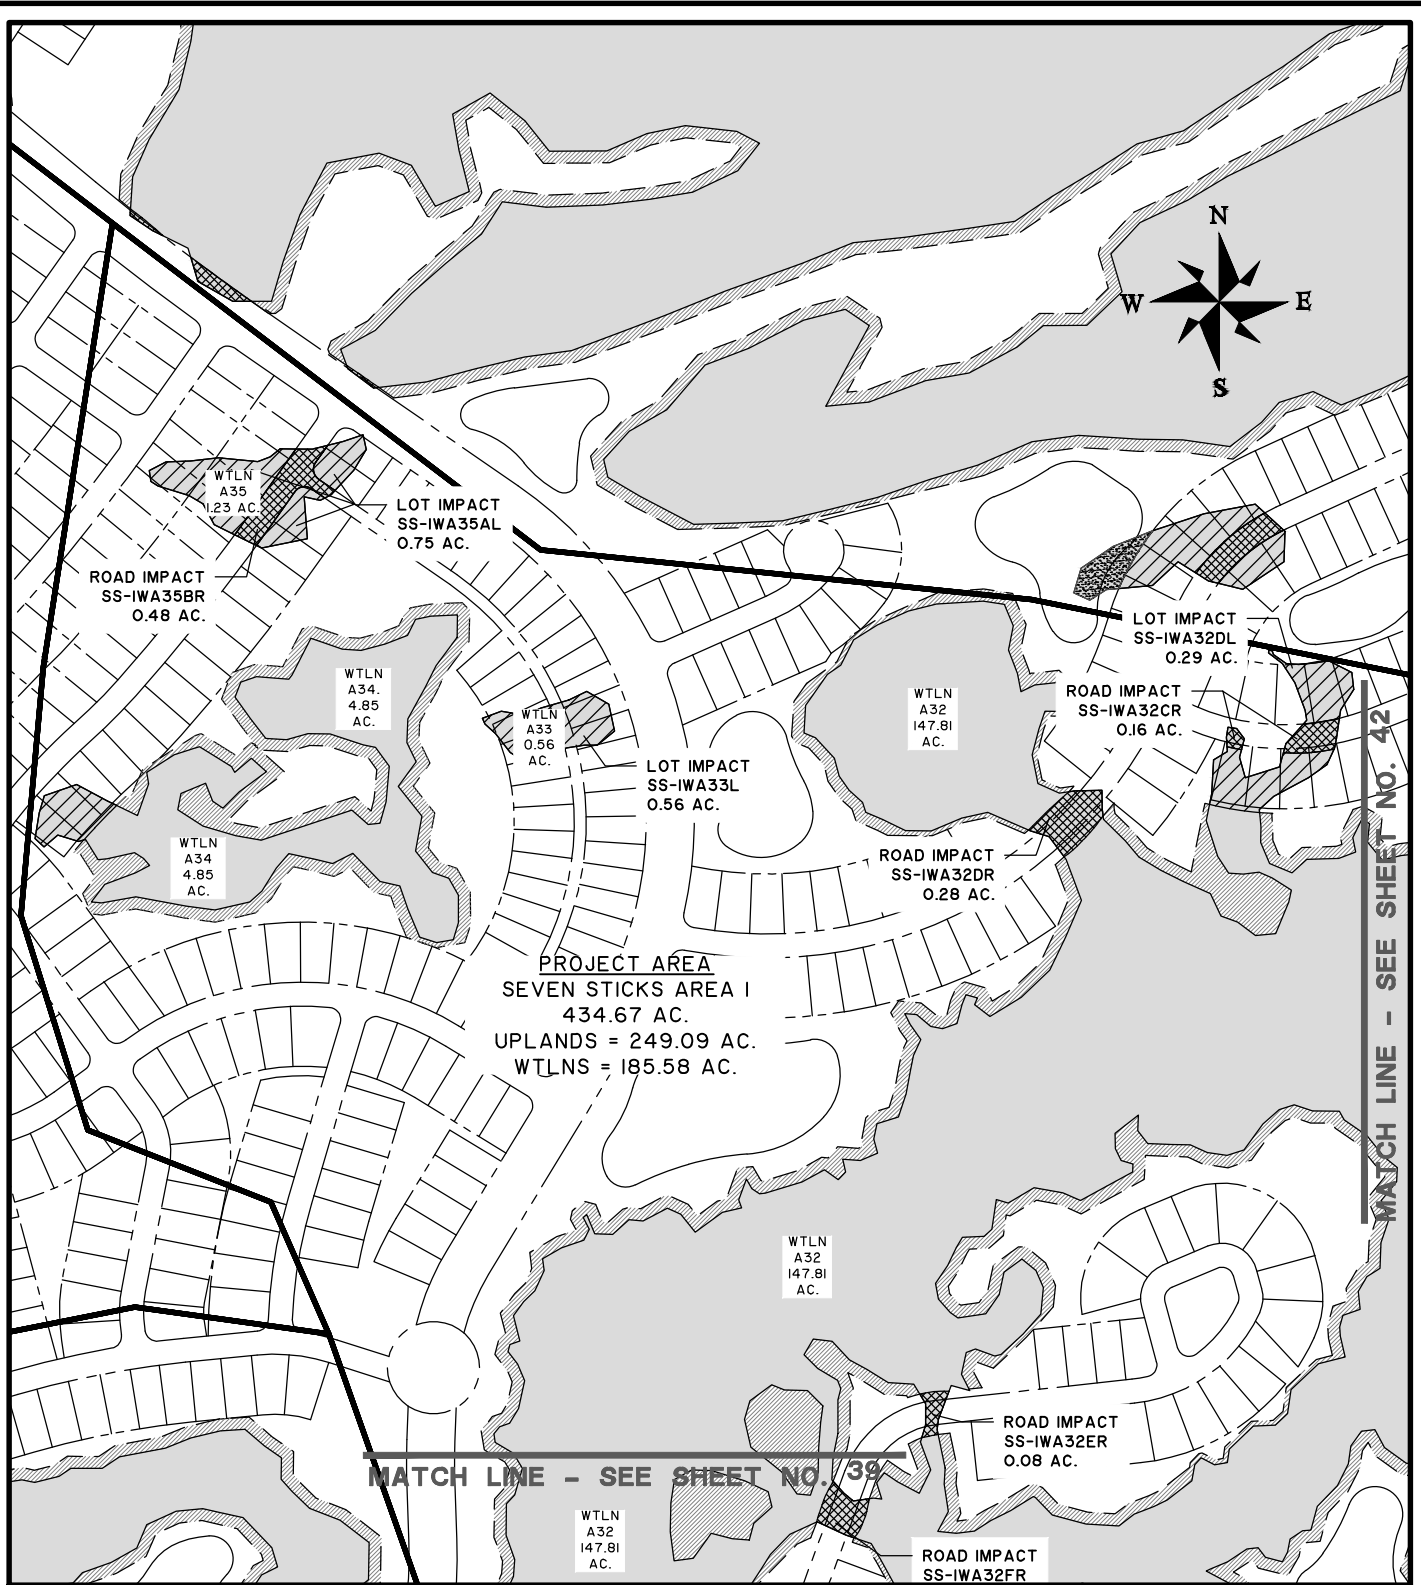 N
W
E
S
WTLN
A35
1.23 AC.
LOT IMPACT
SS-IWA35AL
0.75 AC.
ROAD IMPACT
SS-IWA35BR
0.48 AC.
LOT IMPACT
SS-IWA32DL
0.29 AC.
WTLN
A34.
4.85
AC.
WTLN
A33
0.56
AC.
WTLN
A32
147.81
AC.
ROAD IMPACT
SS-IWA32CR
0.16 AC.
LOT IMPACT
SS-IWA33L
0.56 AC.
WTLN
A34
4.85
AC.
ROAD IMPACT
SS-IWA32DR
0.28 AC.
MATCH LINE - SEE SHEET NO. 42
PROJECT AREA
SEVEN STICKS AREA 1
434.67 AC.
UPLANDS = 249.09 AC.
WTLNS = 185.58 AC.
WTLN
A32
147.81
AC.
ROAD IMPACT
SS-IWA32ER
0.08 AC.
MATCH LINE - SEE SHEET NO. 39
WTLN
A32
147.81
AC.
ROAD IMPACT
SS-IWA32FR